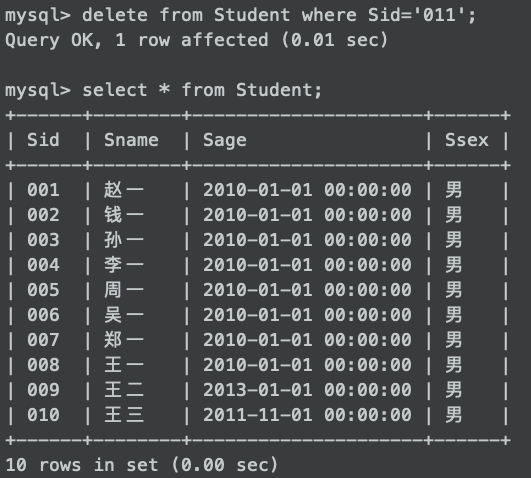 mysql> delete from Student where Sid='011';
Query OK, 1 row affected (0.01 sec)

mysql> select * from Student;
+------+--------+---------------------+------+
| Sid  | Sname  | Sage                | Ssex |
+------+--------+---------------------+------+
| 001  | 赵一   | 2010-01-01 00:00:00 | 男   |
| 002  | 钱一   | 2010-01-01 00:00:00 | 男   |
| 003  | 孙一   | 2010-01-01 00:00:00 | 男   |
| 004  | 李一   | 2010-01-01 00:00:00 | 男   |
| 005  | 周一   | 2010-01-01 00:00:00 | 男   |
| 006  | 吴一   | 2010-01-01 00:00:00 | 男   |
| 007  | 郑一   | 2010-01-01 00:00:00 | 男   |
| 008  | 王一   | 2010-01-01 00:00:00 | 男   |
| 009  | 王二   | 2013-01-01 00:00:00 | 男   |
| 010  | 王三   | 2011-11-01 00:00:00 | 男   |
+------+--------+---------------------+------+
10 rows in set (0.00 sec)